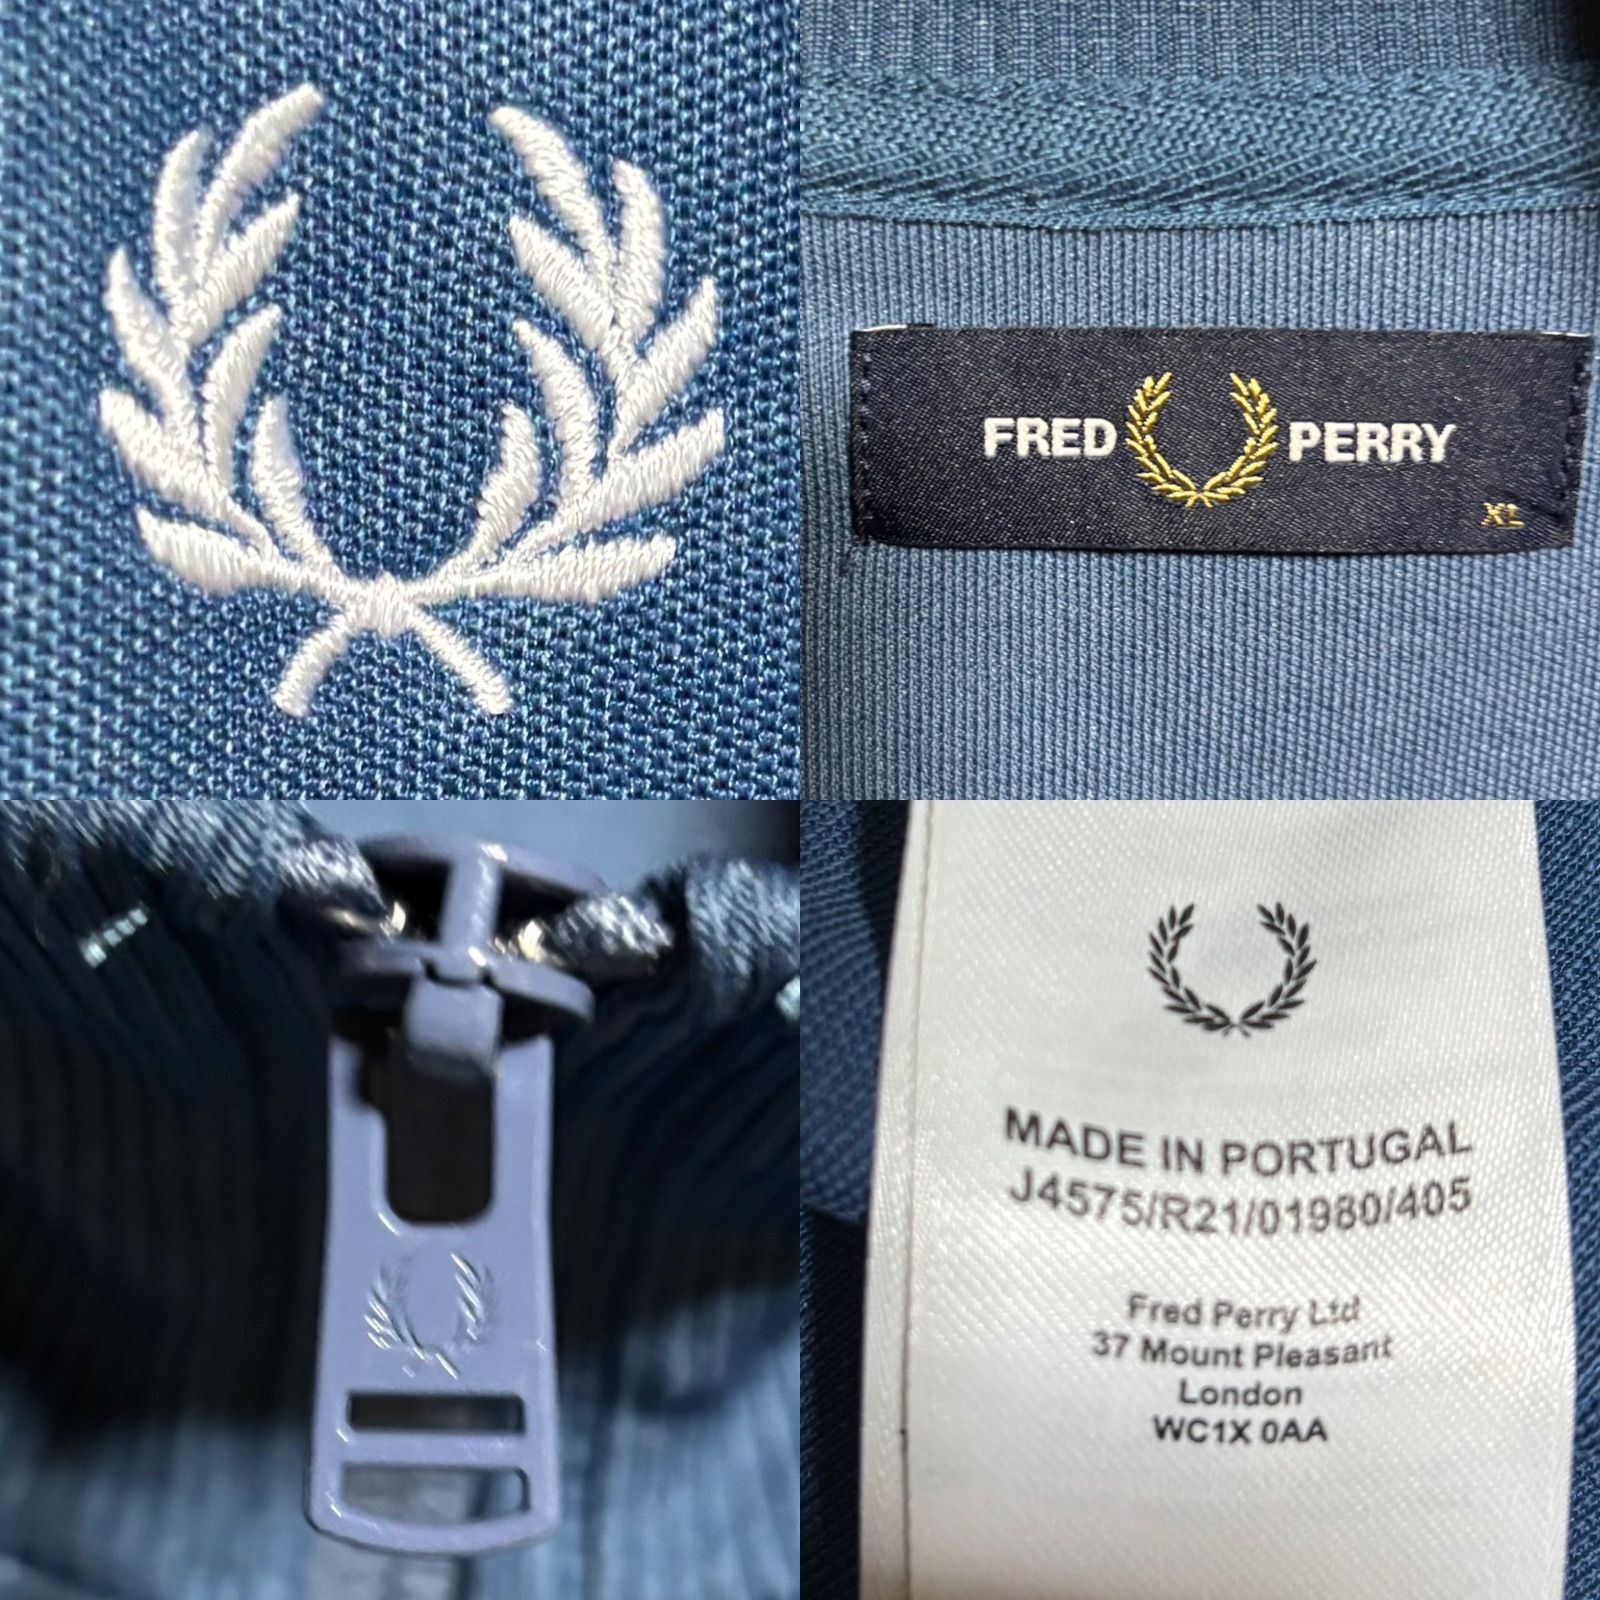 FRED PERRY
XL
MADE IN PORTUGAL
J4575/R21/01980/405
Fred Perry Ltd
37 Mount Pleasant
London
WC1X 0AA